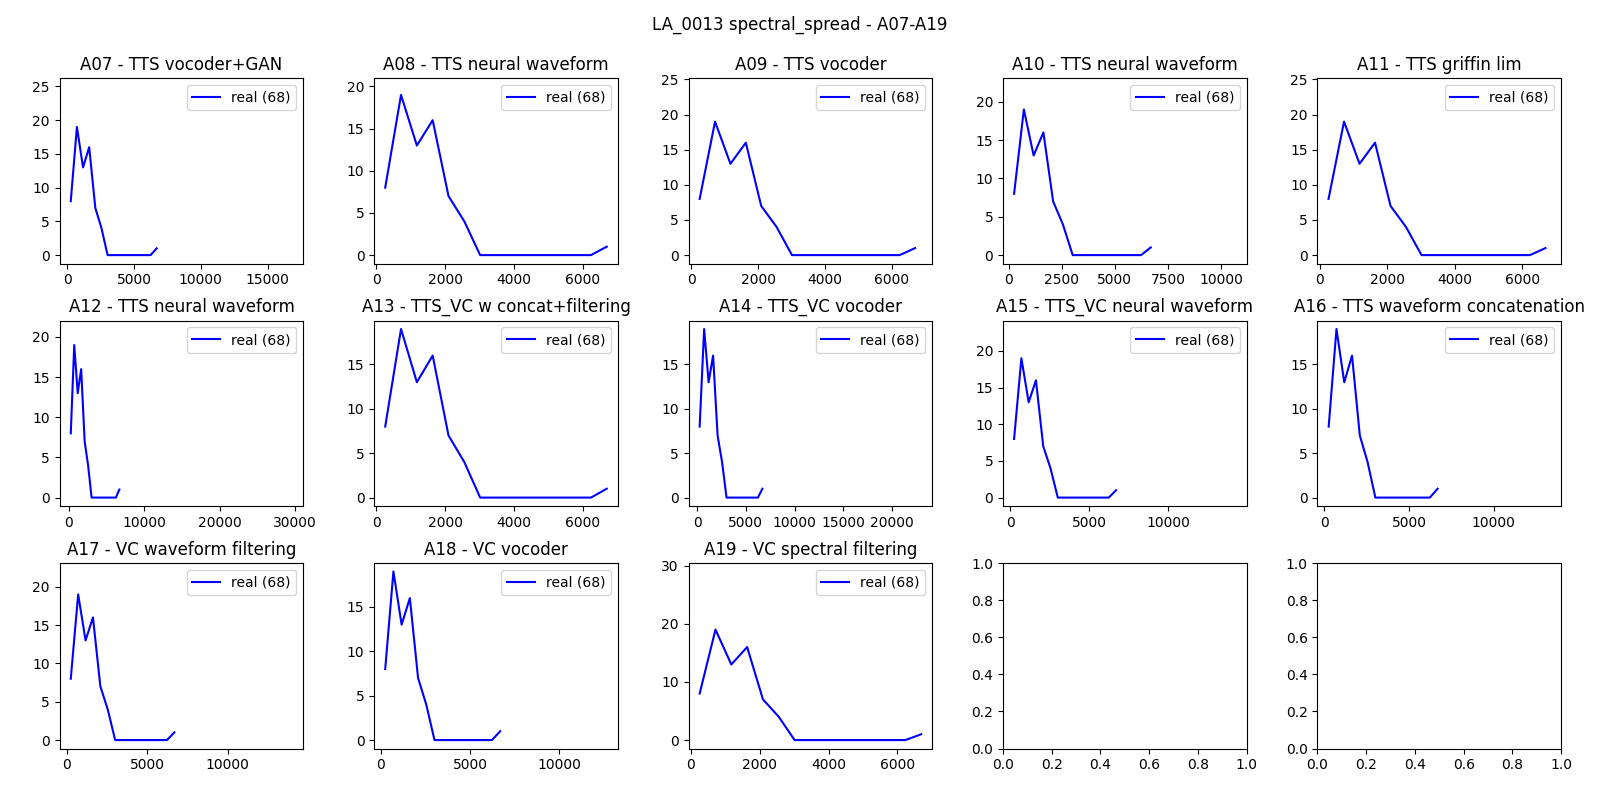 LA_0013 spectral_spread - A07-A19
A07 - TTS vocoder+GAN
25
20
15
10
5
0
0 5000 10000 15000
real (68)
A08 - TTS neural waveform
20
15
10
5
0
0 2000 4000 6000
real (68)
A09 - TTS vocoder
25
20
15
10
5
0
0 2000 4000 6000
real (68)
A10 - TTS neural waveform
20
15
10
5
0
0 2500 5000 7500 10000
real (68)
A11 - TTS griffin lim
25
20
15
10
5
0
0 2000 4000 6000
real (68)
A12 - TTS neural waveform
20
15
10
5
0
0 10000 20000 30000
real (68)
A13 - TTS_VC w concat+filtering
15
10
5
0
0 2000 4000 6000
real (68)
A14 - TTS_VC vocoder
15
10
5
0
0 5000 10000 15000 20000
real (68)
A15 - TTS_VC neural waveform
20
15
10
5
0
0 5000 10000
real (68)
A16 - TTS waveform concatenation
15
10
5
0
0 5000 10000
real (68)
A17 - VC waveform filtering
20
15
10
5
0
0 5000 10000
real (68)
A18 - VC vocoder
15
10
5
0
0 5000 10000
real (68)
A19 - VC spectral filtering
30
20
10
0
0 2000 4000 6000
real (68)
1.0
0.8
0.6
0.4
0.2
0.0
0.0 0.2 0.4 0.6 0.8 1.0
1.0
0.8
0.6
0.4
0.2
0.0
0.0 0.2 0.4 0.6 0.8 1.0